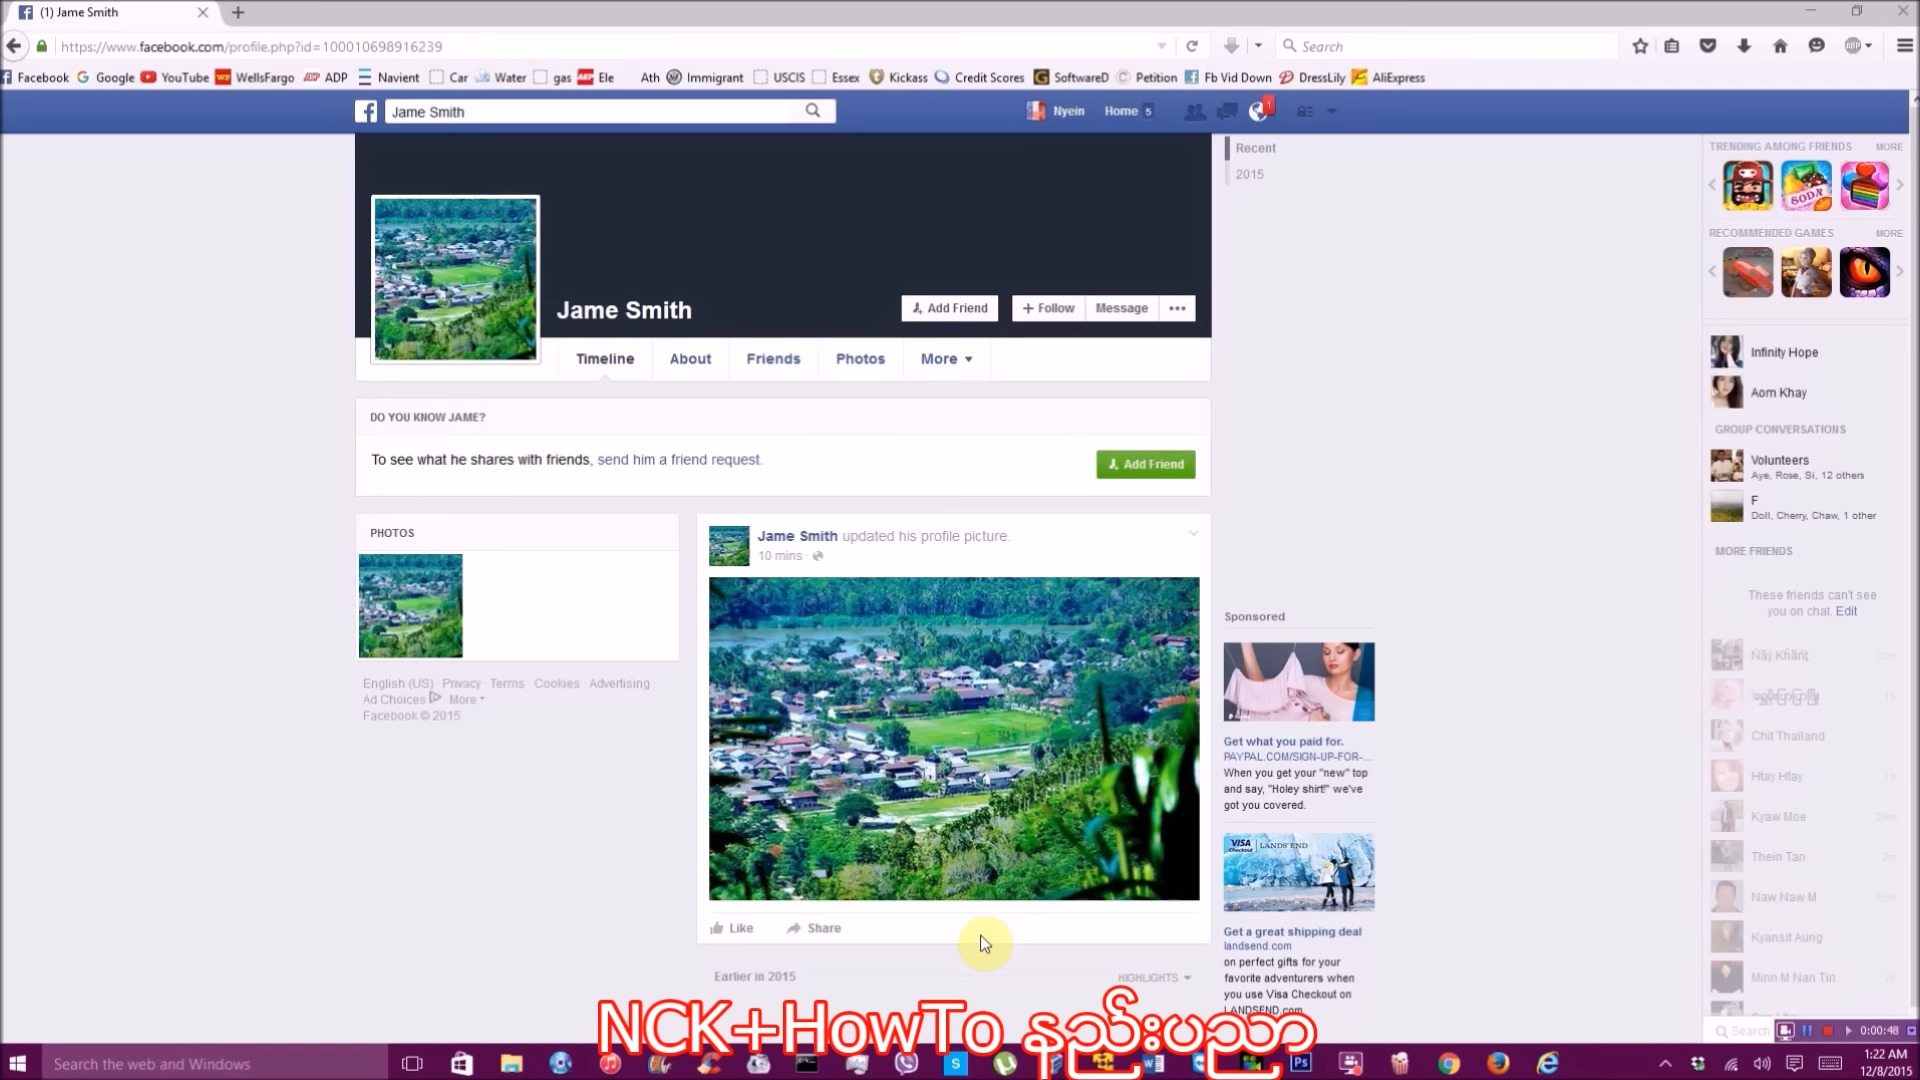 (1) Jame Smith
https://www.facebook.com/profile.php?id=100010698916239
Search
Facebook Google YouTube WellsFargo ADP Navient Car Water gas Ele Ath Immigrant USCIS Essex Kickass Credit Scores SoftwareD Petition Fb Vid Down DressLily AliExpress
Jame Smith
Nyein Home 5
1
Jame Smith
Add Friend
Follow
Message
Timeline
About
Friends
Photos
More
DO YOU KNOW JAME?
To see what he shares with friends, send him a friend request.
Add Friend
PHOTOS
English (US) · Privacy · Terms · Cookies · Advertising
Ad Choices More
Facebook © 2015
Jame Smith updated his profile picture.
10 mins ·
Like
Share
Earlier in 2015
HIGHLIGHTS
Recent
2015
Sponsored
Get what you paid for.
PAYPAL.COM/SIGN-UP-FOR-...
When you get your "new" top
and say, "Holey shirt!" we've
got you covered.
VISA Checkout LANDS' END
Get a great shipping deal
landsend.com
on perfect gifts for your
favorite adventurers when
you use Visa Checkout on
LANDSEND.com
TRENDING AMONG FRIENDS MORE
SODA
RECOMMENDED GAMES MORE
Infinity Hope
Aom Khay
GROUP CONVERSATIONS
Volunteers
Aye, Rose, Si, 12 others
F
Doll, Cherry, Chaw, 1 other
MORE FRIENDS
These friends can't see
you on chat. Edit
Chit Thailand
Htay Htay
Kyaw Moe
Thein Tan 2m
Naw Naw M
Kyansit Aung
Minn M Nan Tin
Search
0:00:48
NCK+HowTo နည်းပညာ
Search the web and Windows
1:22 AM
12/8/2015